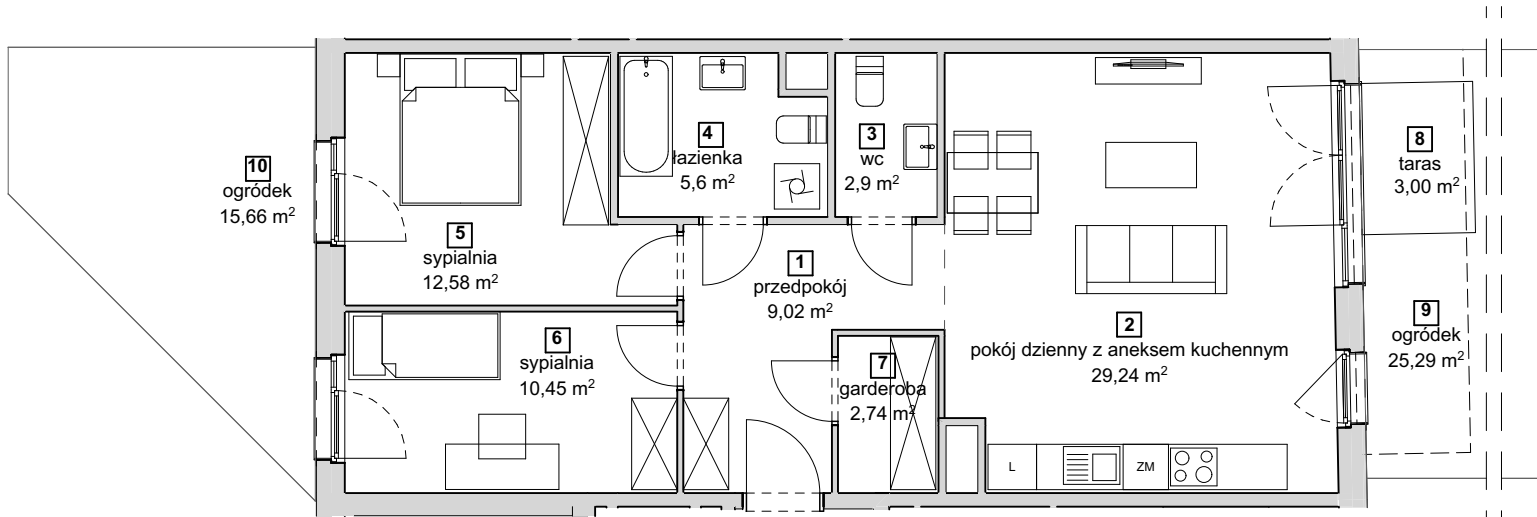 10
ogródek
15,66 m²
5
sypialnia
12,58 m²
4
łazienka
5,6 m²
3
wc
2,9 m²
1
przedpokój
9,02 m²
6
sypialnia
10,45 m²
7
garderoba
2,74 m²
2
pokój dzienny z aneksem kuchennym
29,24 m²
L
ZM
8
taras
3,00 m²
9
ogródek
25,29 m²